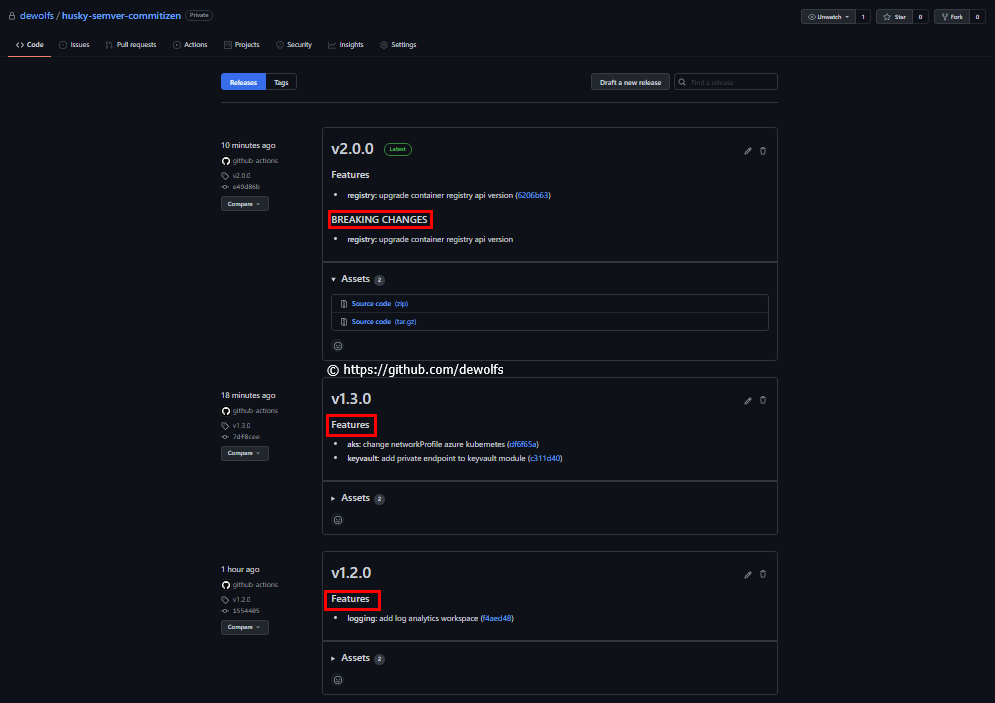 dewolfs / husky-semver-commitizen Private
Unwatch 1 Star 0 Fork 0
Code Issues Pull requests Actions Projects Security Insights Settings
Releases Tags Draft a new release Find a release
10 minutes ago
github-actions
v2.0.0
e49d86b
Compare
v2.0.0 Latest
Features
• registry: upgrade container registry api version (6206b63)
BREAKING CHANGES
• registry: upgrade container registry api version
Assets 2
Source code (zip)
Source code (tar.gz)
© https://github.com/dewolfs
18 minutes ago
github-actions
v1.3.0
7df8cee
Compare
v1.3.0
Features
• aks: change networkProfile azure kubernetes (df6f65a)
• keyvault: add private endpoint to keyvault module (c311d40)
Assets 2
1 hour ago
github-actions
v1.2.0
1554405
Compare
v1.2.0
Features
• logging: add log analytics workspace (f4aed48)
Assets 2